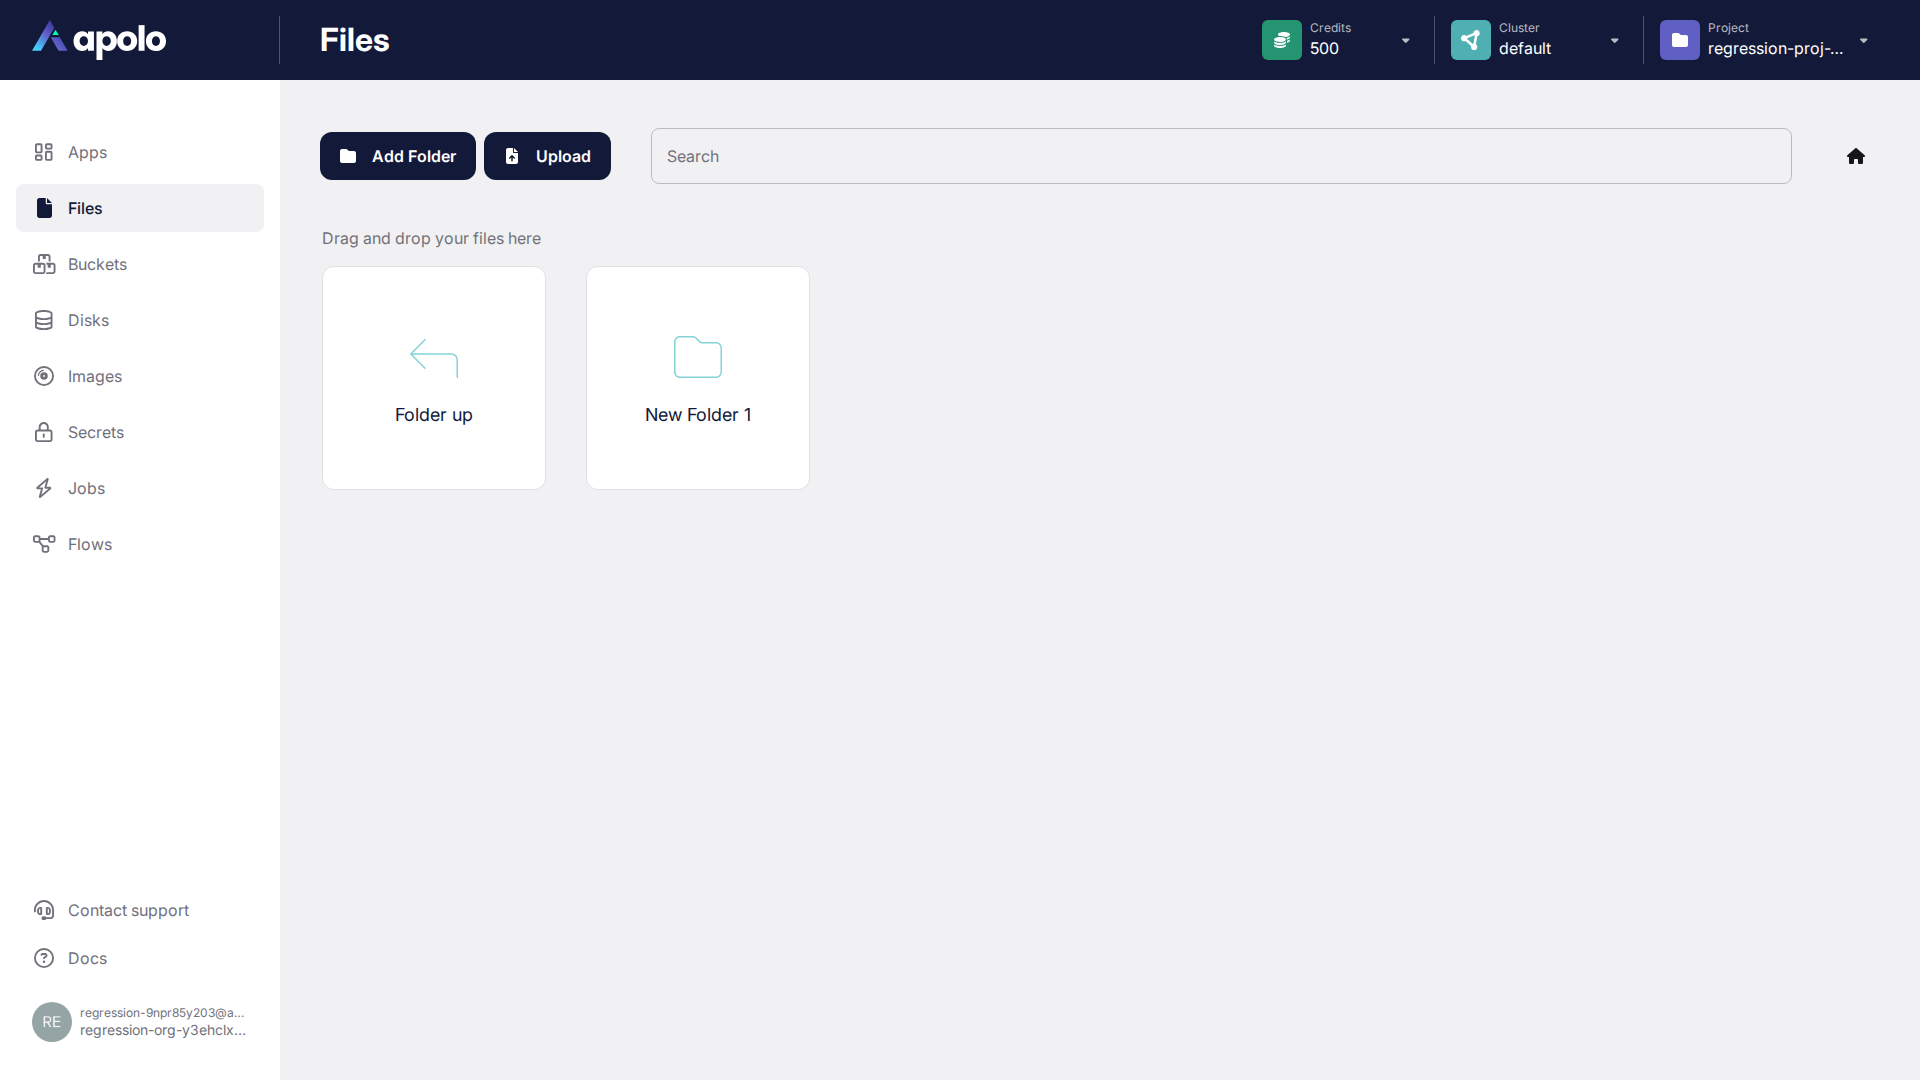 apolo
Files
Credits
500
Cluster
default
Project
regression-proj-...
Apps
Files
Buckets
Disks
Images
Secrets
Jobs
Flows
Add Folder
Upload
Search
Drag and drop your files here
Folder up
New Folder 1
Contact support
Docs
RE
regression-9npr85y203@a...
regression-org-y3ehclx...